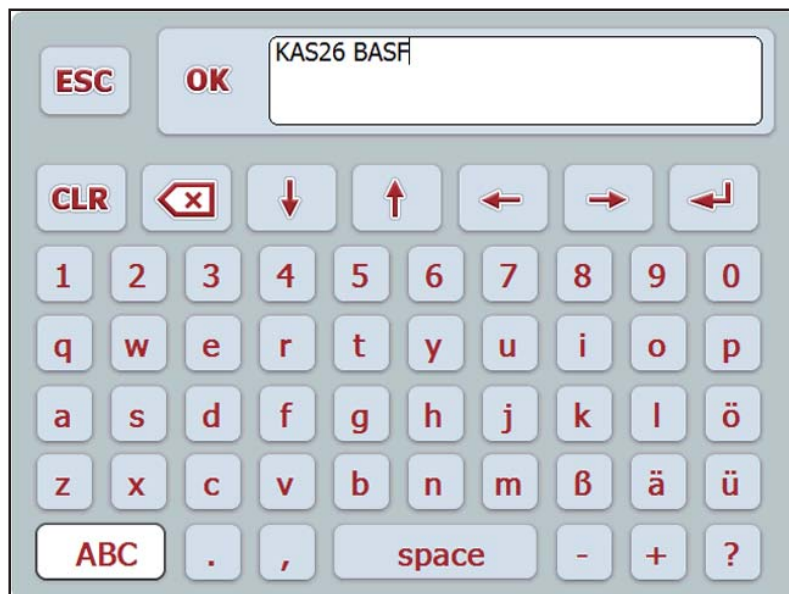 ESC OK KAS26 BASF
CLR
1 2 3 4 5 6 7 8 9 0
q w e r t y u i o p
a s d f g h j k l ö
z x c v b n m ß ä ü
ABC . , space - + ?